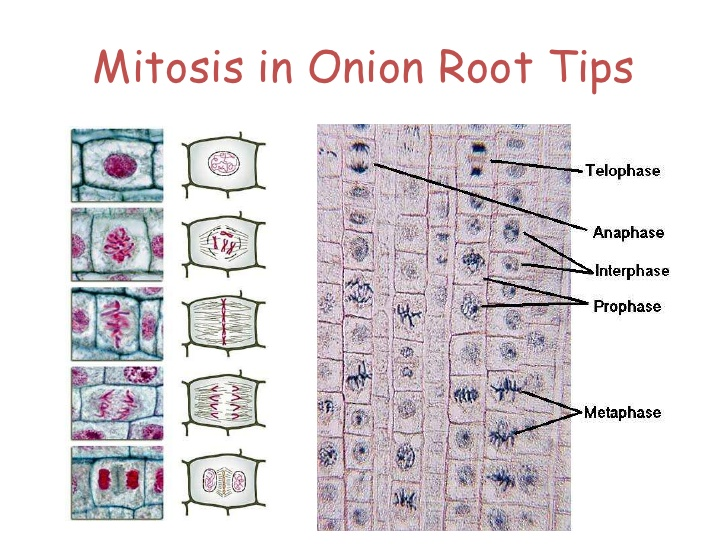 Mitosis in Onion Root Tips
Telophase
Anaphase
Interphase
Prophase
Metaphase